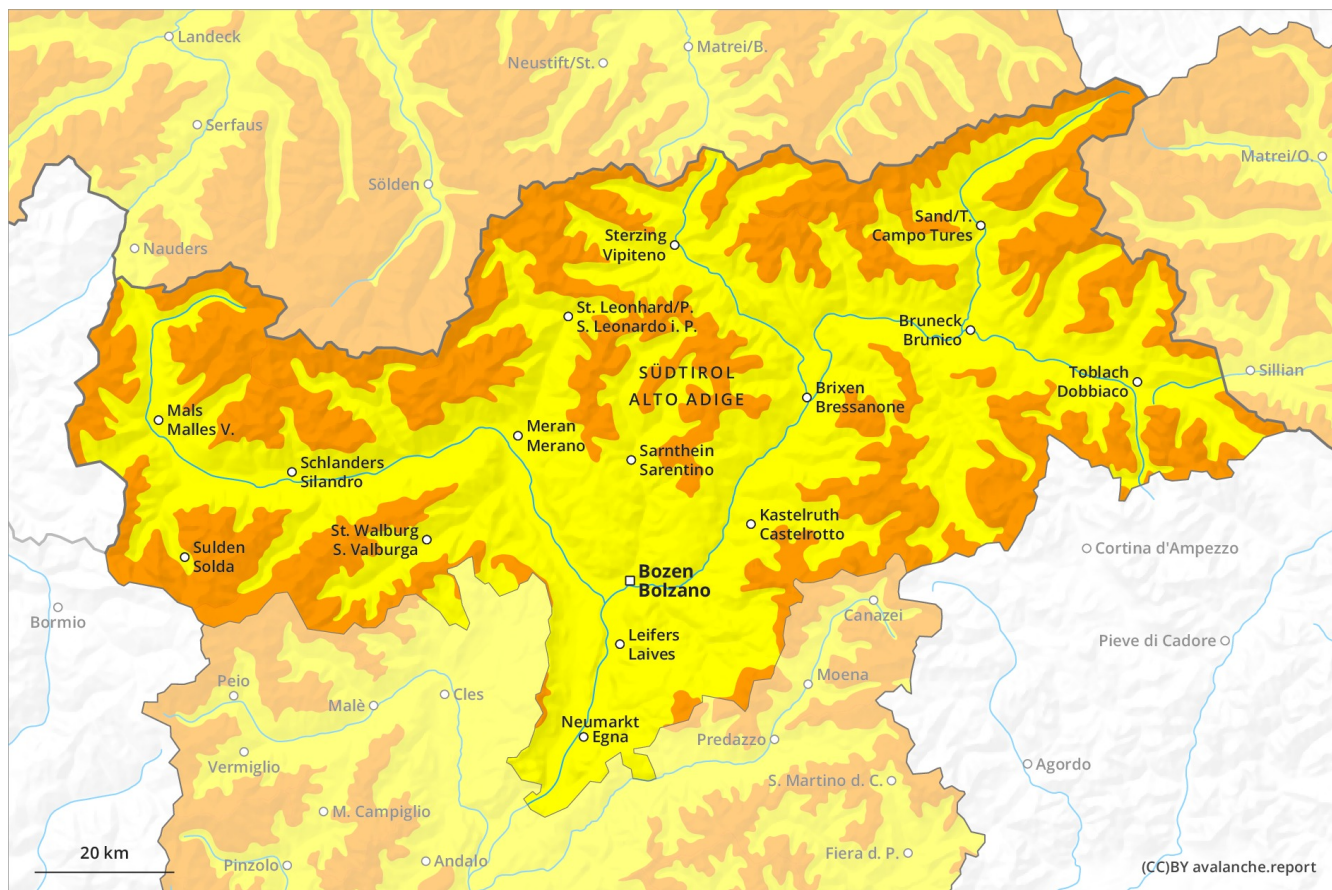 Landeck
Matrei/B.
Neustift/St.
Serfaus
Matrei/O.
Sölden
Sand/T.
Campo Tures
Sterzing
Vipiteno
Nauders
St. Leonhard/P.
S. Leonardo i. P.
Bruneck
Brunico
SÜDTIROL
ALTO ADIGE
Toblach
Dobbiaco
Sillian
Brixen
Bressanone
Mals
Malles V.
Meran
Merano
Schlanders
Silandro
Sarnthein
Sarentino
Kastelruth
Castelrotto
St. Walburg
S. Valburga
Sulden
Solda
Cortina d'Ampezzo
Bozen
Bolzano
Bormio
Canazei
Leifers
Laives
Pieve di Cadore
Peio
Moena
Malè
Cles
Neumarkt
Egna
Predazzo
Vermiglio
Agordo
S. Martino d. C.
M. Campiglio
20 km
Pinzolo
Andalo
Fiera d. P.
(CC)BY avalanche.report